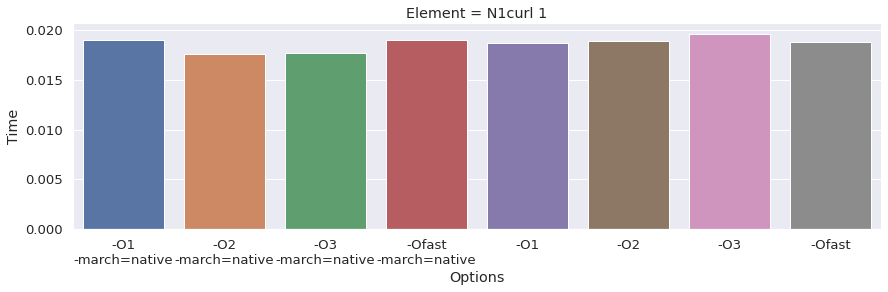 Element = N1curl 1
Time
0.020
0.015
0.010
0.005
0.000
-O1
-march=native
-O2
-march=native
-O3
-march=native
-Ofast
-march=native
-O1
-O2
-O3
-Ofast
Options